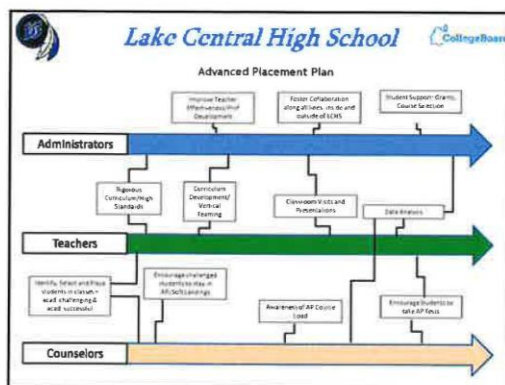 Lake Central High School
CollegeBoard
Advanced Placement Plan
Improve Teacher
Effectiveness/Prof
Development
Foster Collaboration
along all lines, inside and
outside of LCHS
Student Support: Grants,
Course Selection
Administrators
Rigorous
Curriculum/High
Standards
Curriculum
Development/
Vertical
Teaming
Classroom Visits and
Presentations
Data Analysis
Teachers
Identify, Select and Place
students in classes –
acad. challenging &
acad. successful
Encourage challenged
students to stay in
AP/Soft Landings
Awareness of AP Course
Load
Encourage Students to
take AP Tests
Counselors